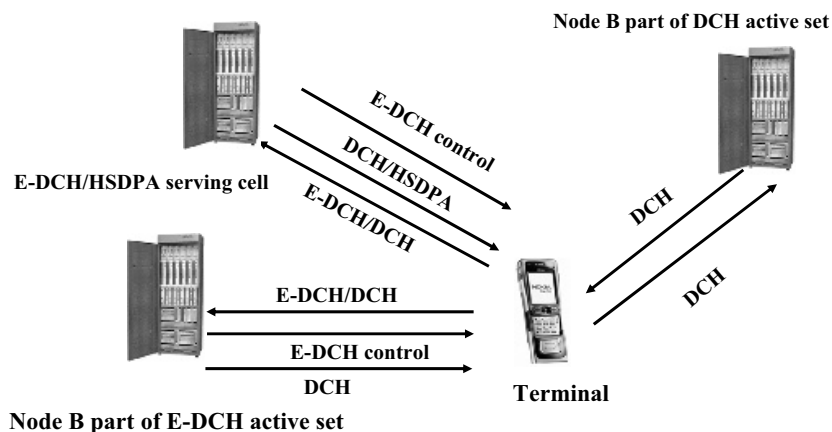 Node B part of DCH active set
E-DCH control
DCH/HSDPA
E-DCH/DCH
E-DCH/HSDPA serving cell
DCH
DCH
E-DCH/DCH
E-DCH control
DCH
NOKIA
Terminal
Node B part of E-DCH active set